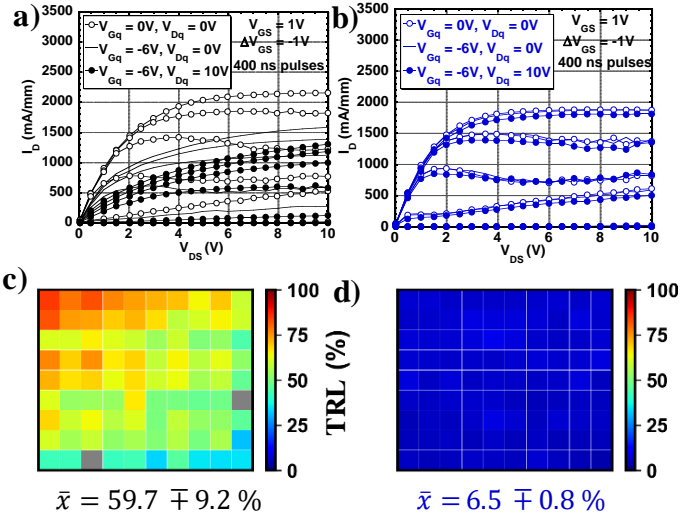 a)
V_Gq = 0V, V_Dq = 0V
V_Gq = -6V, V_Dq = 0V
V_Gq = -6V, V_Dq = 10V
V_GS = 1V
ΔV_GS = -1V
400 ns pulses
3500
3000
2500
2000
1500
1000
500
0
I_D (mA/mm)
0 2 4 6 8 10
V_DS (V)
b)
V_Gq = 0V, V_Dq = 0V
V_Gq = -6V, V_Dq = 0V
V_Gq = -6V, V_Dq = 10V
V_GS = 1V
ΔV_GS = -1V
400 ns pulses
3500
3000
2500
2000
1500
1000
500
0
I_D (mA/mm)
0 2 4 6 8 10
V_DS (V)
c)
100
75
50
25
0
TRL (%)
x̄ = 59.7 ∓ 9.2 %
d)
100
75
50
25
0
x̄ = 6.5 ∓ 0.8 %